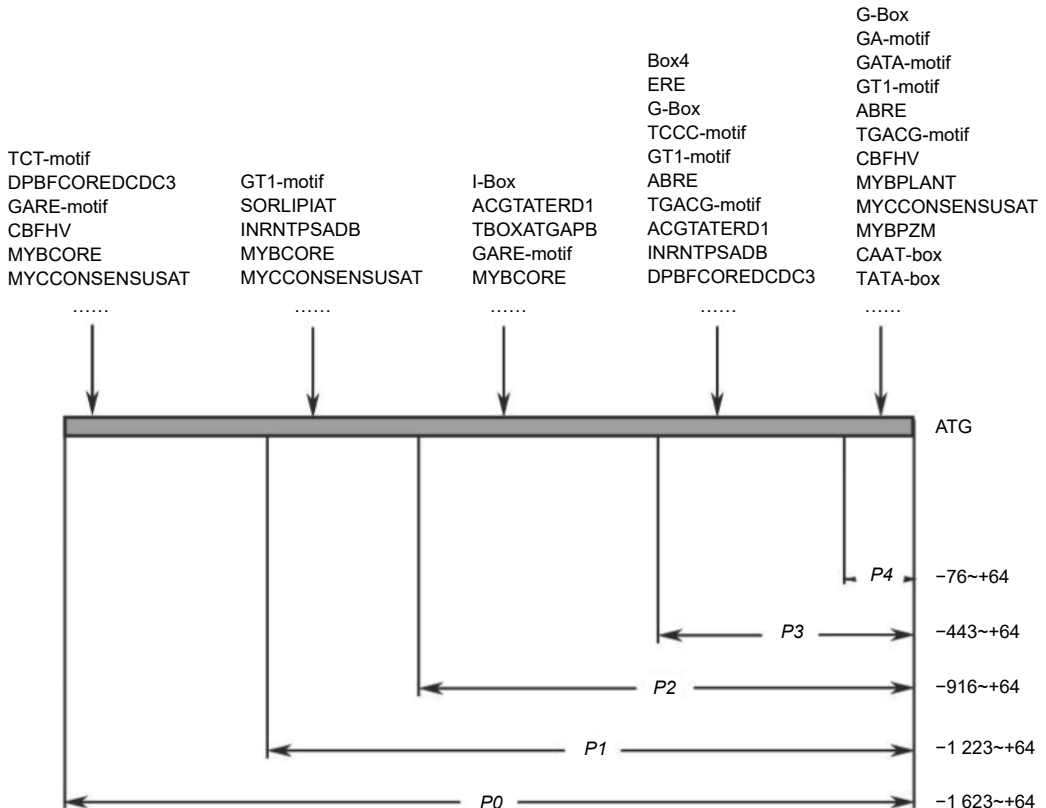 TCT-motif
DPBFCOREDCDC3
GARE-motif
CBFHV
MYBCORE
MYCCONSENSUSAT
……
GT1-motif
SORLIPIAT
INRNTPSADB
MYBCORE
MYCCONSENSUSAT
……
I-Box
ACGTATERD1
TBOXATGAPB
GARE-motif
MYBCORE
……
Box4
ERE
G-Box
TCCC-motif
GT1-motif
ABRE
TGACG-motif
ACGTATERD1
INRNTPSADB
DPBFCOREDCDC3
……
G-Box
GA-motif
GATA-motif
GT1-motif
ABRE
TGACG-motif
CBFHV
MYBPLANT
MYCCONSENSUSAT
MYBPZM
CAAT-box
TATA-box
……
ATG
P4 −76~+64
P3 −443~+64
P2 −916~+64
P1 −1 223~+64
P0 −1 623~+64